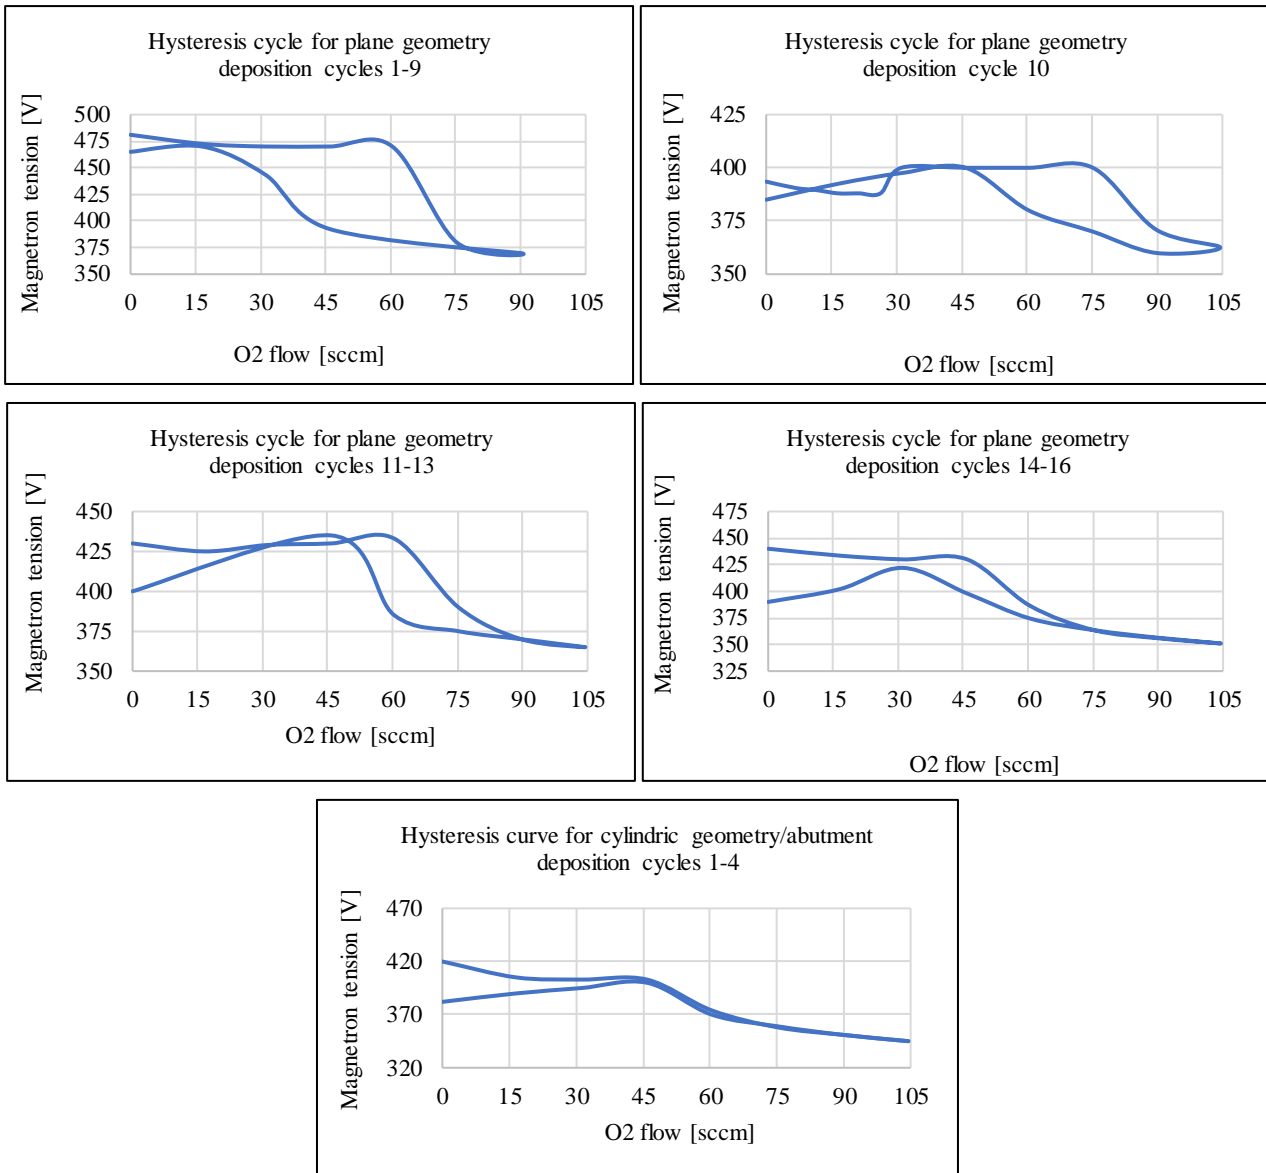 Hysteresis cycle for plane geometry
deposition cycles 1-9
Magnetron tension [V]
500
475
450
425
400
375
350
0 15 30 45 60 75 90 105
O2 flow [sccm]
Hysteresis cycle for plane geometry
deposition cycle 10
Magnetron tension [V]
425
400
375
350
0 15 30 45 60 75 90 105
O2 flow [sccm]
Hysteresis cycle for plane geometry
deposition cycles 11-13
Magnetron tension [V]
450
425
400
375
350
0 15 30 45 60 75 90 105
O2 flow [sccm]
Hysteresis cycle for plane geometry
deposition cycles 14-16
Magnetron tension [V]
475
450
425
400
375
350
325
0 15 30 45 60 75 90 105
O2 flow [sccm]
Hysteresis curve for cylindric geometry/abutment
deposition cycles 1-4
Magnetron tension [V]
470
420
370
320
0 15 30 45 60 75 90 105
O2 flow [sccm]